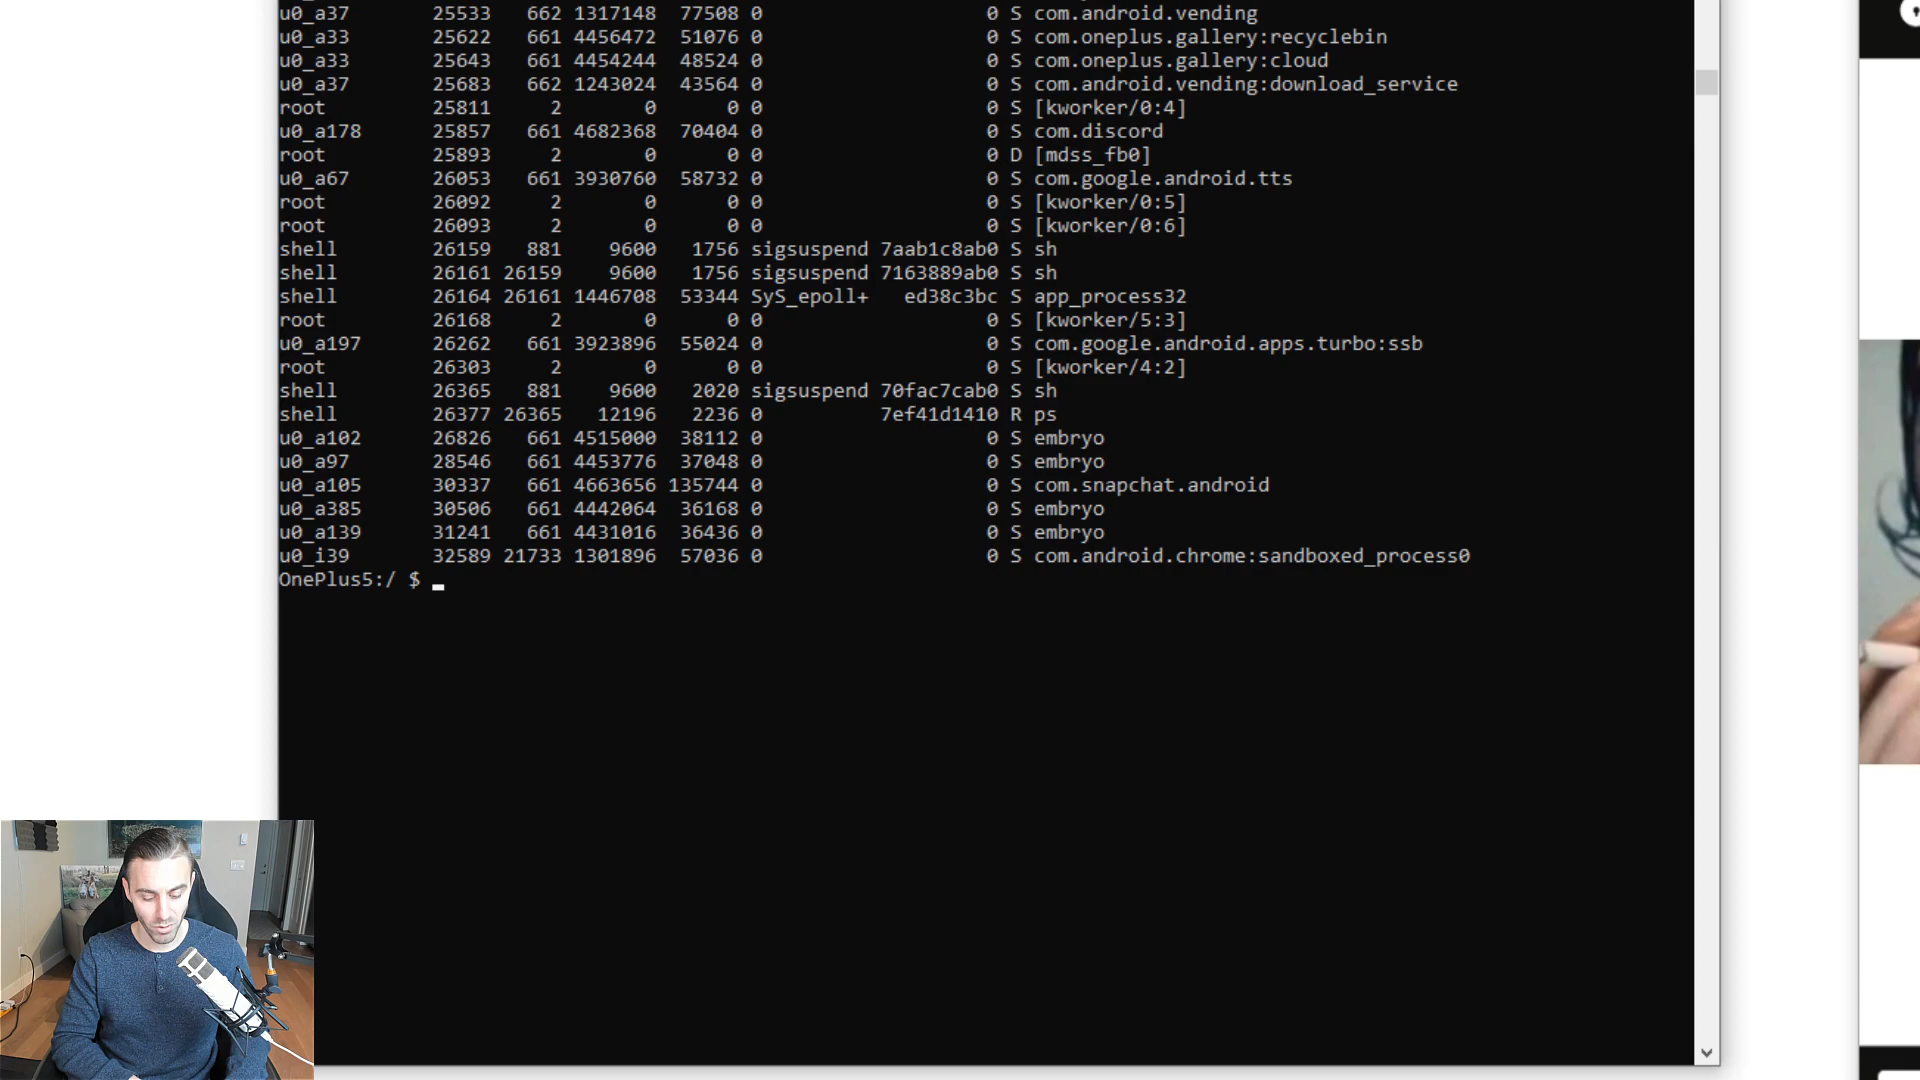 u0_a37 25533 662 1317148 77508 0 0 S com.android.vending
u0_a33 25622 661 4456472 51076 0 0 S com.oneplus.gallery:recyclebin
u0_a33 25643 661 4454244 48524 0 0 S com.oneplus.gallery:cloud
u0_a37 25683 662 1243024 43564 0 0 S com.android.vending:download_service
root 25811 2 0 0 0 0 S [kworker/0:4]
u0_a178 25857 661 4682368 70404 0 0 S com.discord
root 25893 2 0 0 0 0 D [mdss_fb0]
u0_a67 26053 661 3930760 58732 0 0 S com.google.android.tts
root 26092 2 0 0 0 0 S [kworker/0:5]
root 26093 2 0 0 0 0 S [kworker/0:6]
shell 26159 881 9600 1756 sigsuspend 7aab1c8ab0 S sh
shell 26161 26159 9600 1756 sigsuspend 7163889ab0 S sh
shell 26164 26161 1446708 53344 SyS_epoll+ ed38c3bc S app_process32
root 26168 2 0 0 0 0 S [kworker/5:3]
u0_a197 26262 661 3923896 55024 0 0 S com.google.android.apps.turbo:ssb
root 26303 2 0 0 0 0 S [kworker/4:2]
shell 26365 881 9600 2020 sigsuspend 70fac7cab0 S sh
shell 26377 26365 12196 2236 0 7ef41d1410 R ps
u0_a102 26826 661 4515000 38112 0 0 S embryo
u0_a97 28546 661 4453776 37048 0 0 S embryo
u0_a105 30337 661 4663656 135744 0 0 S com.snapchat.android
u0_a385 30506 661 4442064 36168 0 0 S embryo
u0_a139 31241 661 4431016 36436 0 0 S embryo
u0_i39 32589 21733 1301896 57036 0 0 S com.android.chrome:sandboxed_process0
OnePlus5:/ $